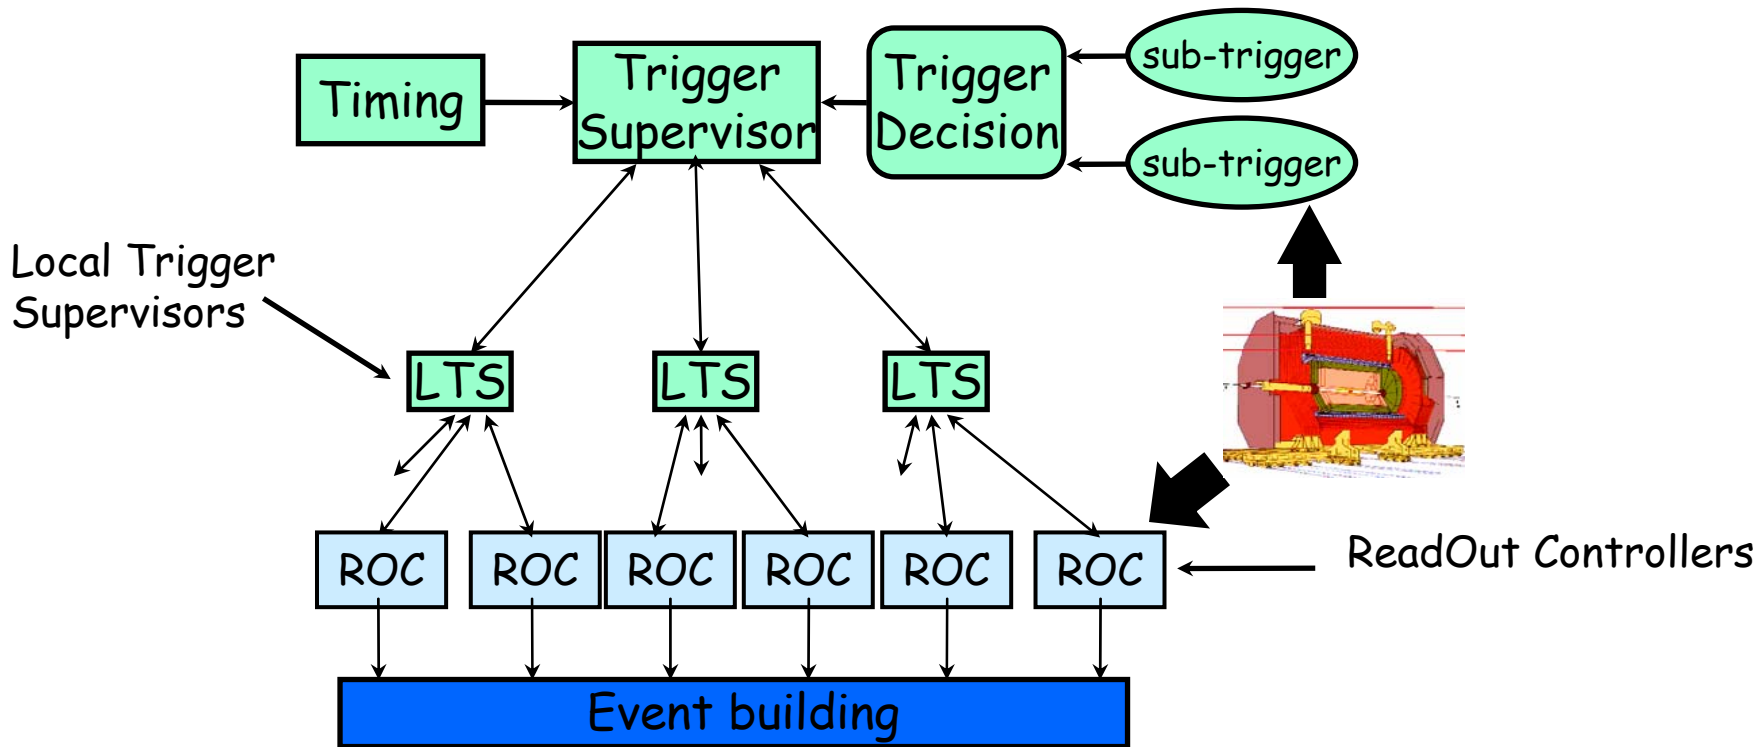 Timing
Trigger
Supervisor
Trigger
Decision
sub-trigger
sub-trigger
Local Trigger
Supervisors
LTS
LTS
LTS
ROC
ROC
ROC
ROC
ROC
ROC
ReadOut Controllers
Event building